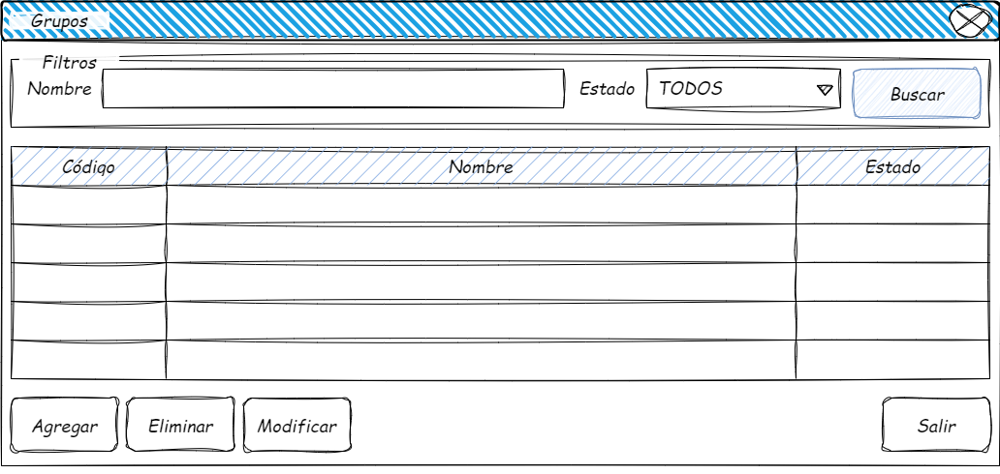 Grupos
Filtros
Nombre
Estado
TODOS
Buscar
Código
Nombre
Estado
Agregar
Eliminar
Modificar
Salir